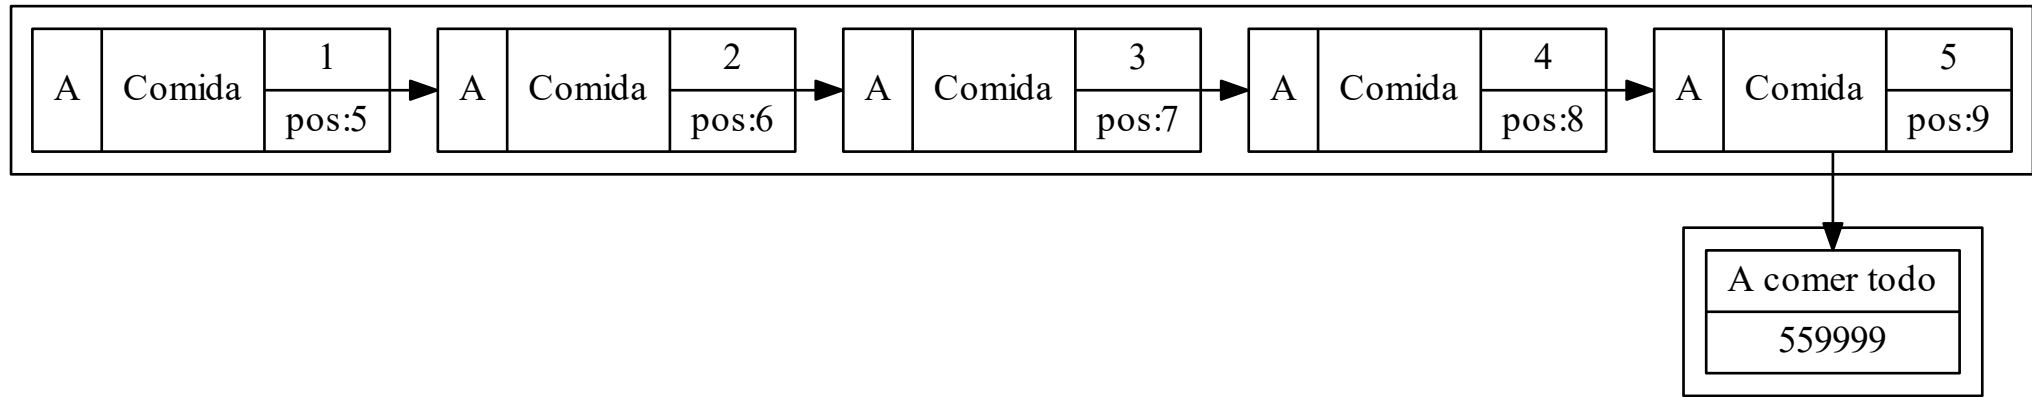 A Comida 1 pos:5
A Comida 2 pos:6
A Comida 3 pos:7
A Comida 4 pos:8
A Comida 5 pos:9
A comer todo
559999